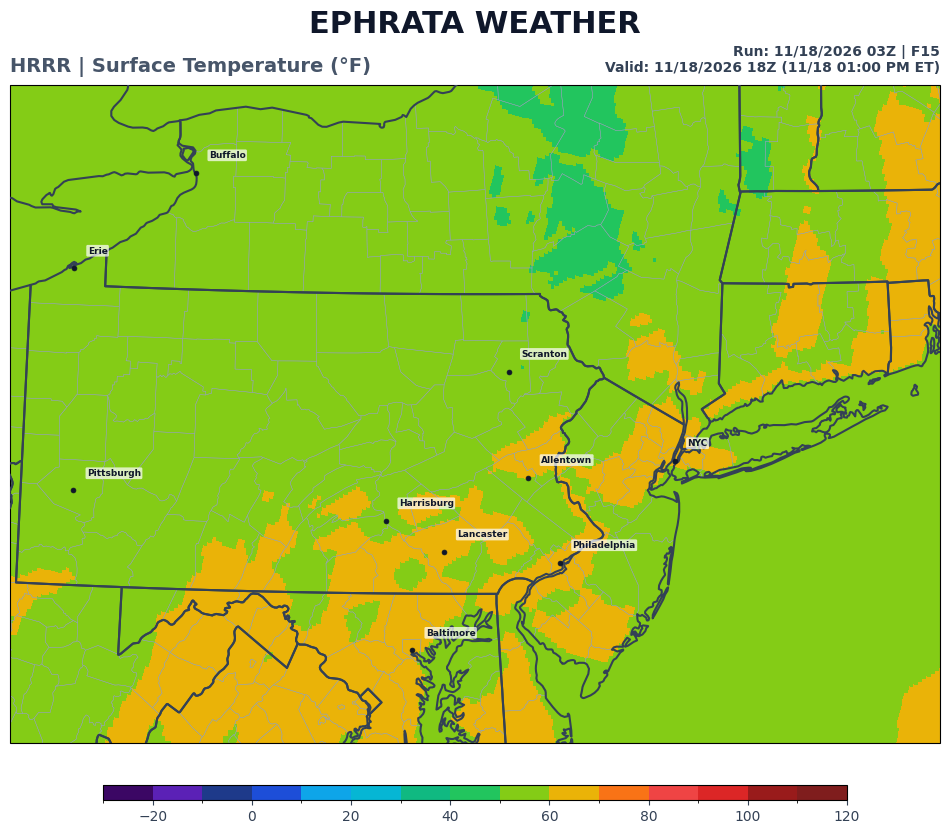 EPHRATA WEATHER
HRRR | Surface Temperature (°F)
Run: 11/18/2026 03Z | F15
Valid: 11/18/2026 18Z (11/18 01:00 PM ET)
Buffalo
Erie
Scranton
NYC
Allentown
Pittsburgh
Harrisburg
Lancaster
Philadelphia
Baltimore
−20 0 20 40 60 80 100